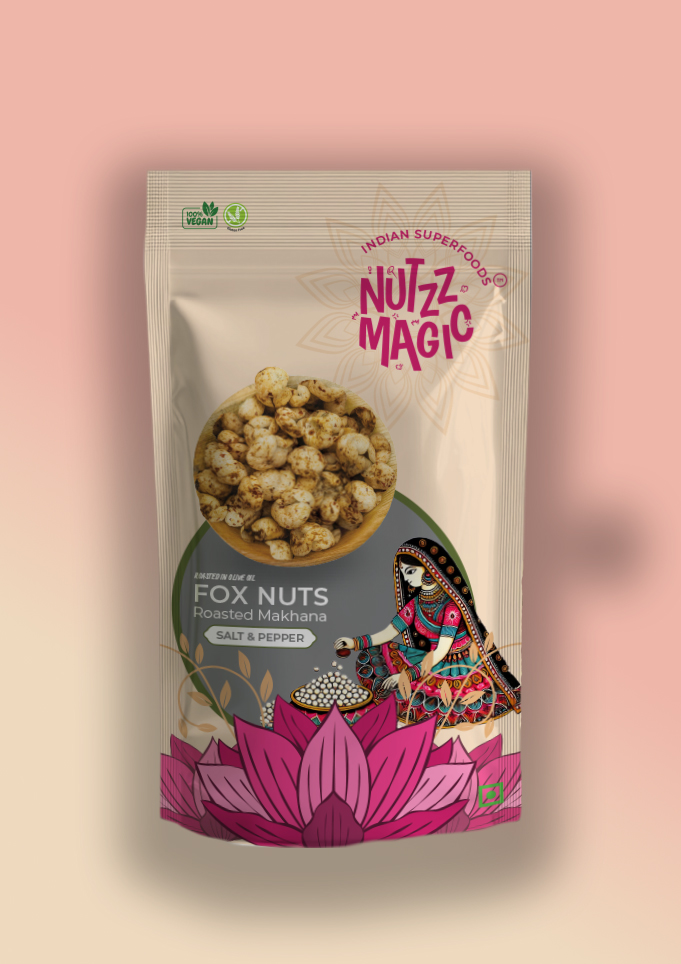 100%
VEGAN
INDIAN SUPERFOODS
NUTZZ
MAGIC
ROASTED IN OLIVE OIL
FOX NUTS
Roasted Makhana
SALT & PEPPER